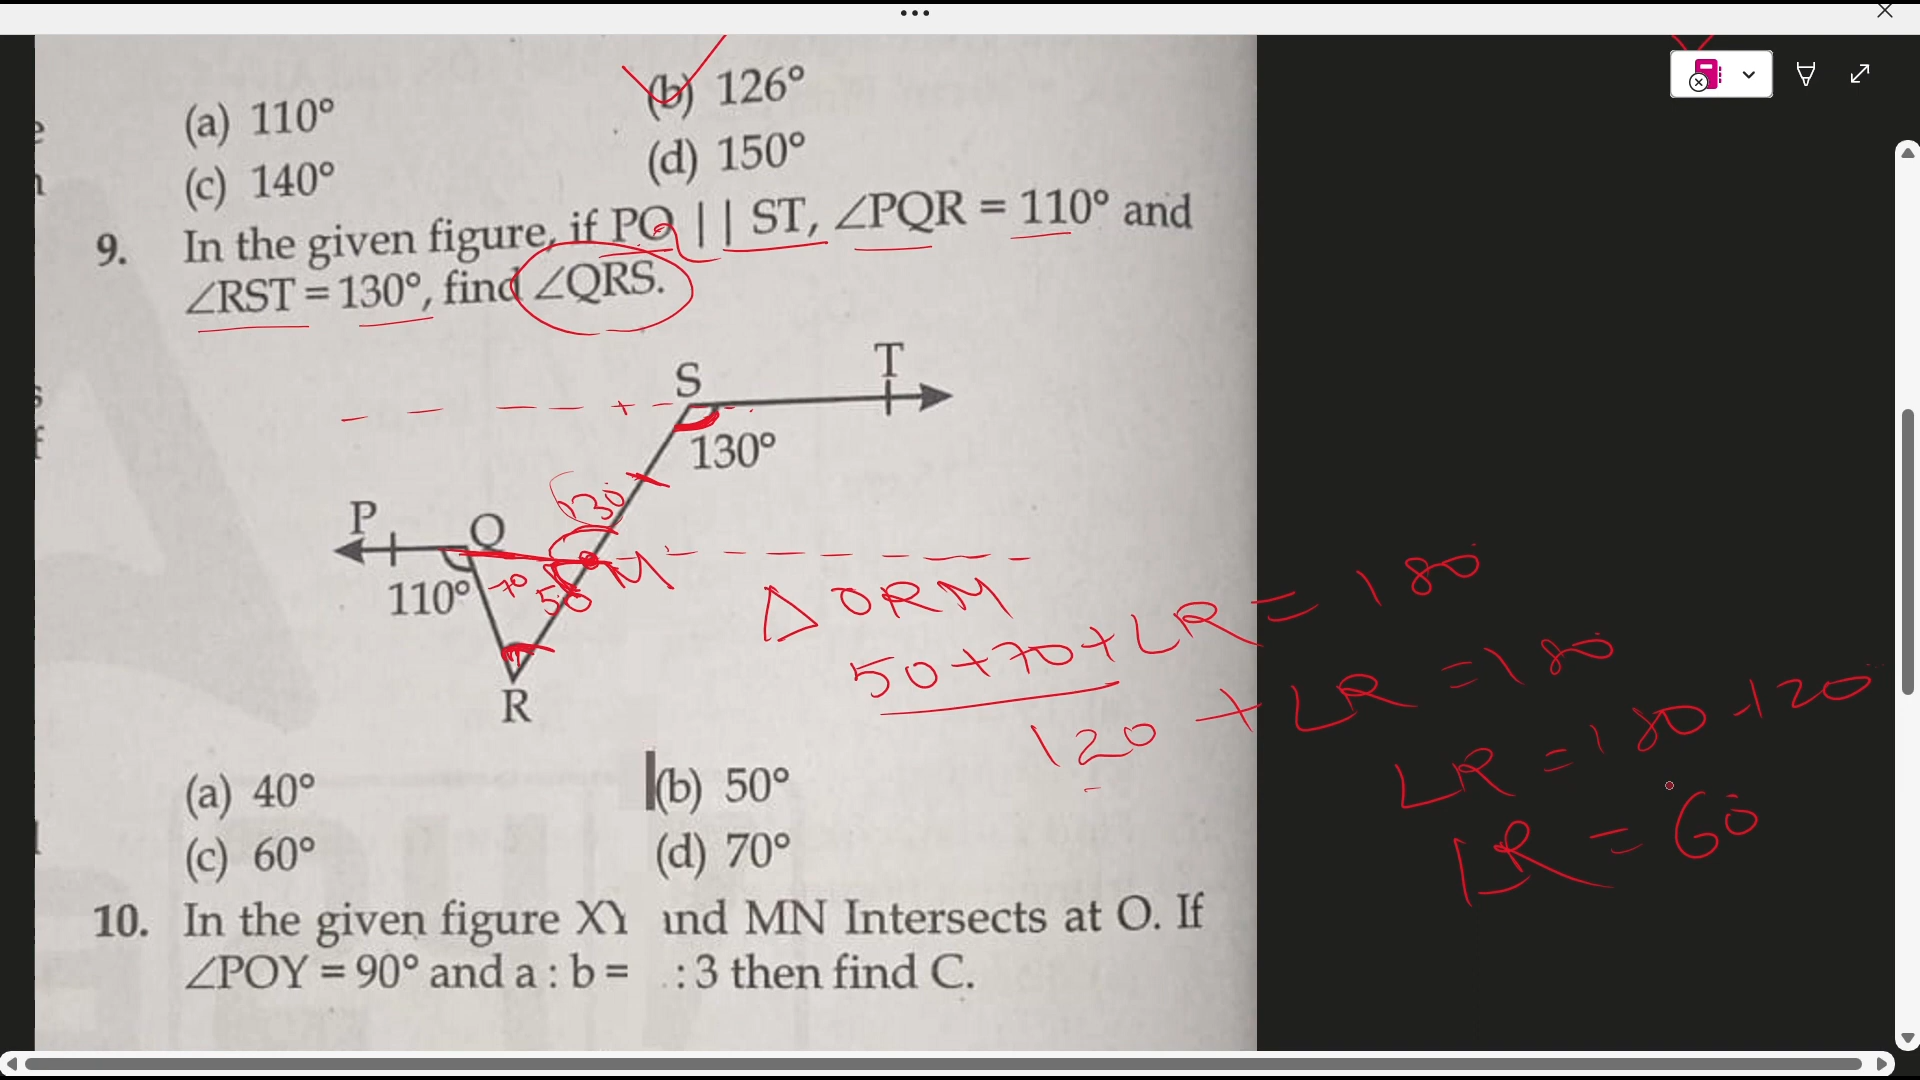 (a) 110° (b) 126°
(c) 140° (d) 150°
9. In the given figure, if PQ || ST, ∠PQR = 110° and
∠RST = 130°, find ∠QRS.
S T
130°
130
P Q
M
110° 70 50
R
△ QRM
50+70+∠R = 180
120 + ∠R = 180
∠R = 180-120
∠R = 60
(a) 40° (b) 50°
(c) 60° (d) 70°
10. In the given figure XY and MN Intersects at O. If
∠POY = 90° and a : b = : 3 then find C.